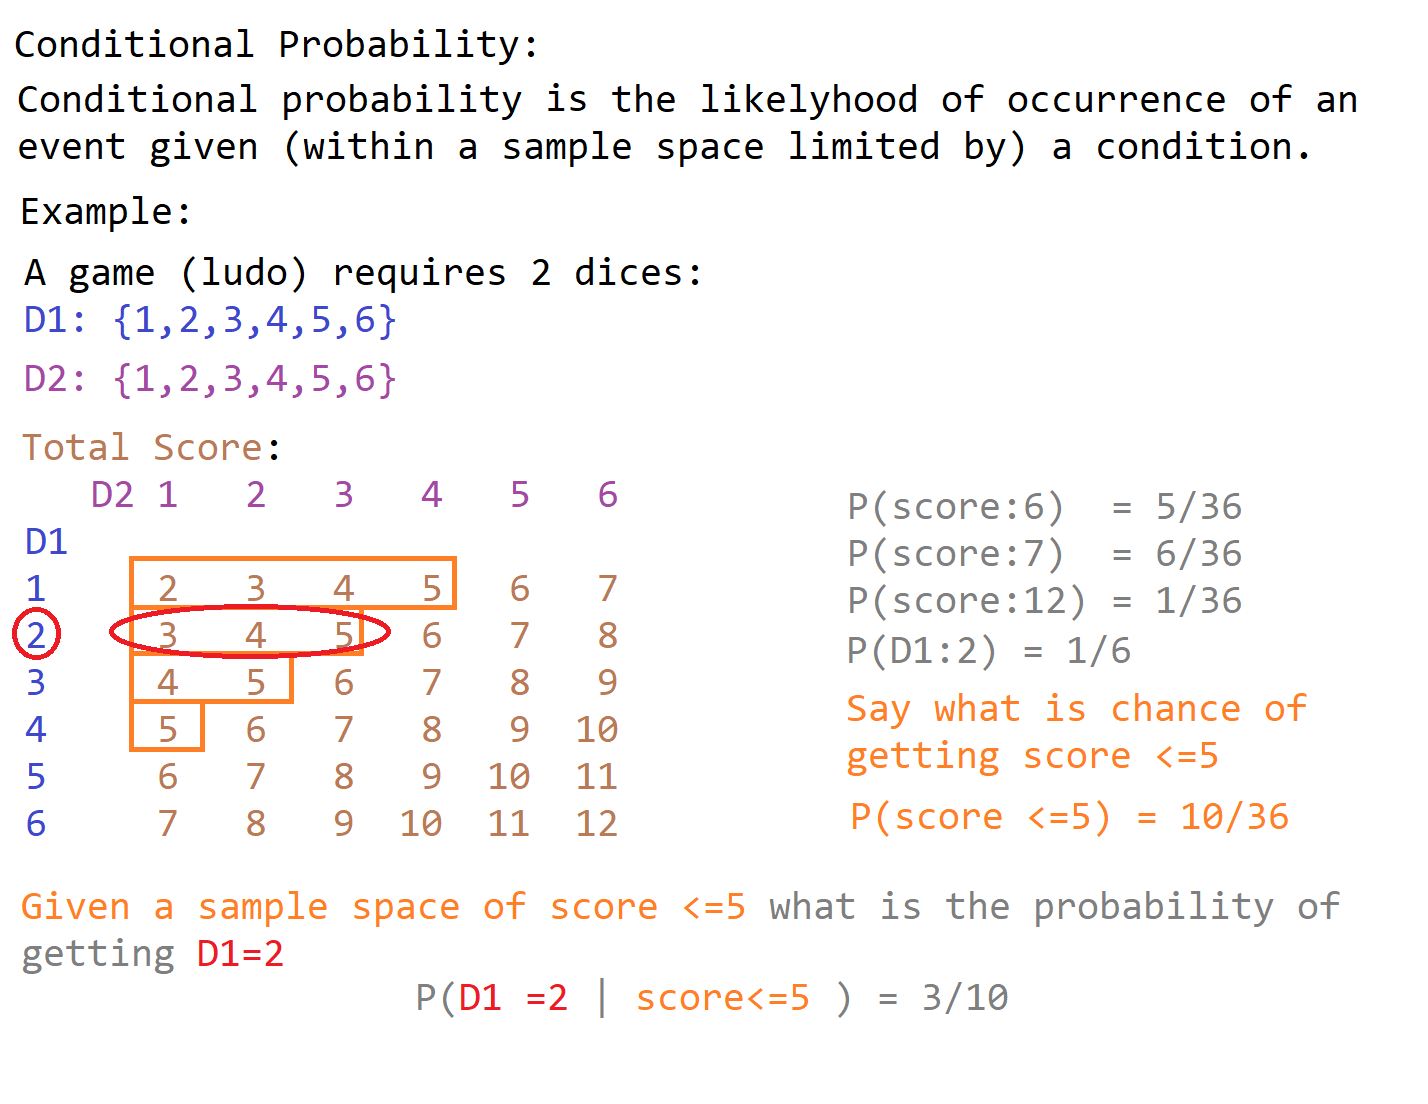 Conditional Probability:
Conditional probability is the likelyhood of occurrence of an
event given (within a sample space limited by) a condition.
Example:
A game (ludo) requires 2 dices:
D1: {1,2,3,4,5,6}
D2: {1,2,3,4,5,6}
Total Score:
D2 1 2 3 4 5 6
D1
1 2 3 4 5 6 7
2 3 4 5 6 7 8
3 4 5 6 7 8 9
4 5 6 7 8 9 10
5 6 7 8 9 10 11
6 7 8 9 10 11 12
P(score:6) = 5/36
P(score:7) = 6/36
P(score:12) = 1/36
P(D1:2) = 1/6
Say what is chance of
getting score <=5
P(score <=5) = 10/36
Given a sample space of score <=5 what is the probability of
getting D1=2
P(D1 =2 | score<=5 ) = 3/10